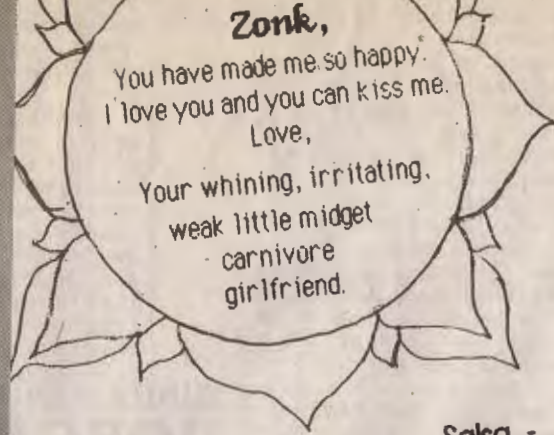 Zonk,
You have made me so happy.
I love you and you can kiss me.
Love,
Your whining, irritating,
weak little midget
carnivore
girlfriend.
Salsa -